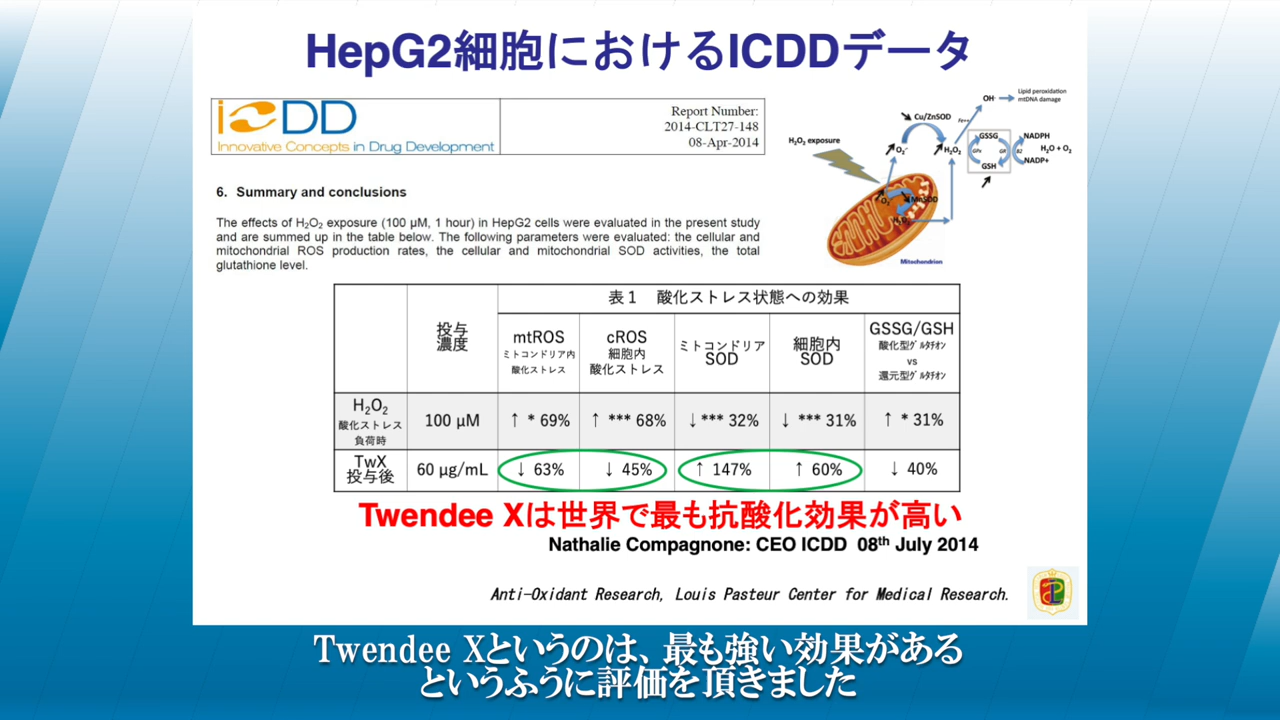 HepG2細胞におけるICDDデータ
icDD
Innovative Concepts in Drug Development
Report Number:
2014-CLT27-148
08-Apr-2014
6. Summary and conclusions
The effects of H₂O₂ exposure (100 μM, 1 hour) in HepG2 cells were evaluated in the present study
and are summed up in the table below. The following parameters were evaluated: the cellular and
mitochondrial ROS production rates, the cellular and mitochondrial SOD activities, the total
glutathione level.
H₂O₂ exposure
OH·
Lipid peroxidation
mtDNA damage
Cu/ZnSOD
Fe++
O₂·⁻
H₂O₂
GSSG
GPx
GR
B2
GSH
NADPH
H₂O + O₂
NADP+
MnSOD
H₂O₂
Mitochondrion
表1 酸化ストレス状態への効果
投与
濃度
mtROS
ミトコンドリア内
酸化ストレス
cROS
細胞内
酸化ストレス
ミトコンドリア
SOD
細胞内
SOD
GSSG/GSH
酸化型グルタチオン
vs
還元型グルタチオン
H₂O₂
酸化ストレス
負荷時
100 μM
↑ * 69%
↑ *** 68%
↓ *** 32%
↓ *** 31%
↑ * 31%
TwX
投与後
60 μg/mL
↓ 63%
↓ 45%
↑ 147%
↑ 60%
↓ 40%
Twendee Xは世界で最も抗酸化効果が高い
Nathalie Compagnone: CEO ICDD 08th July 2014
Anti-Oxidant Research, Louis Pasteur Center for Medical Research.
Twendee Xというのは、最も強い効果がある
というふうに評価を頂きました